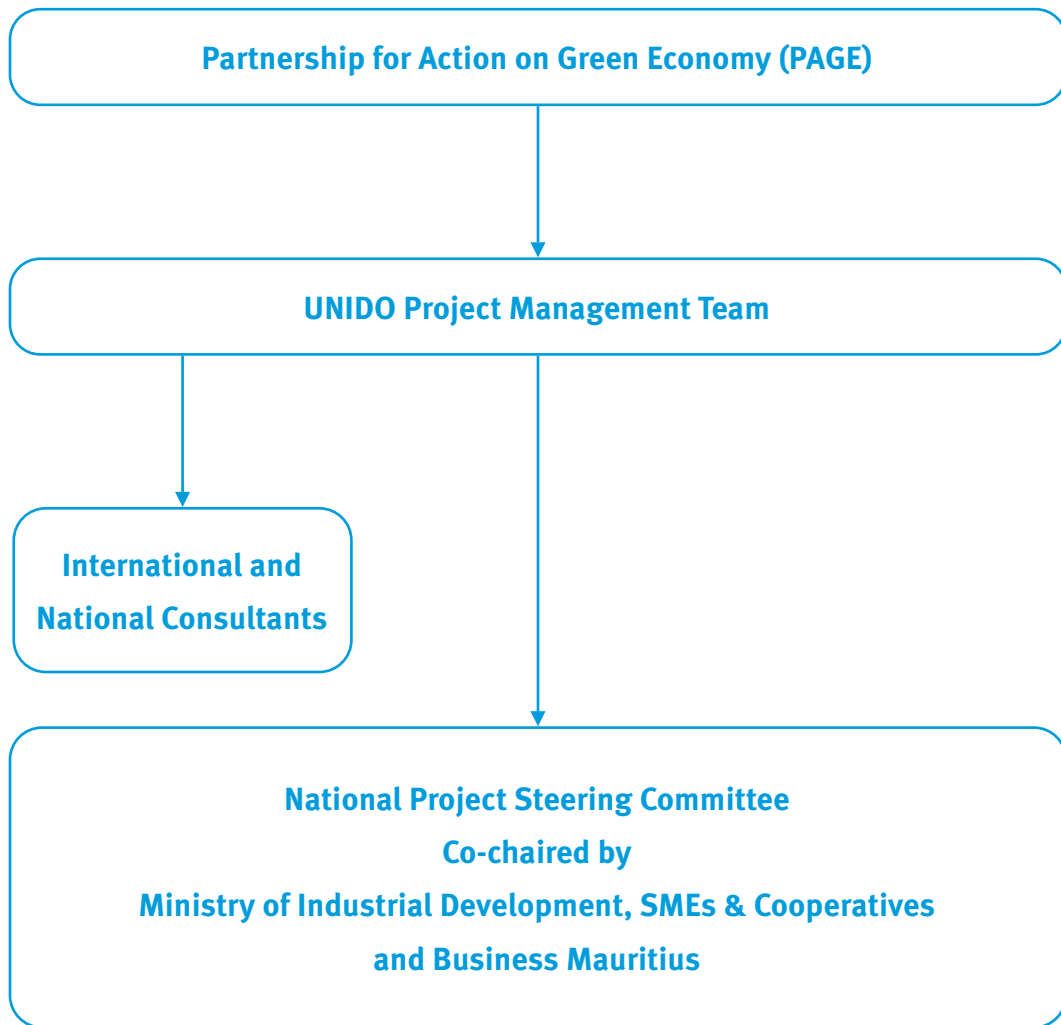 Partnership for Action on Green Economy (PAGE)
UNIDO Project Management Team
International and
National Consultants
National Project Steering Committee
Co-chaired by
Ministry of Industrial Development, SMEs & Cooperatives
and Business Mauritius